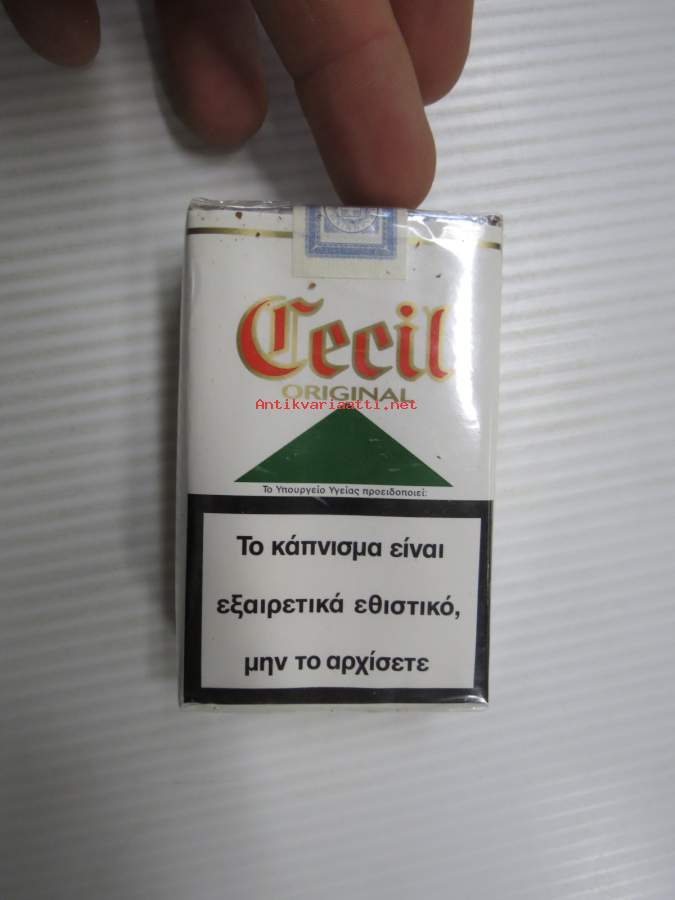 Cecil
ORIGINAL
Antikvariaatti.net
Το Υπουργείο Υγείας προειδοποιεί:
Το κάπνισμα είναι
εξαιρετικά εθιστικό,
μην το αρχίσετε